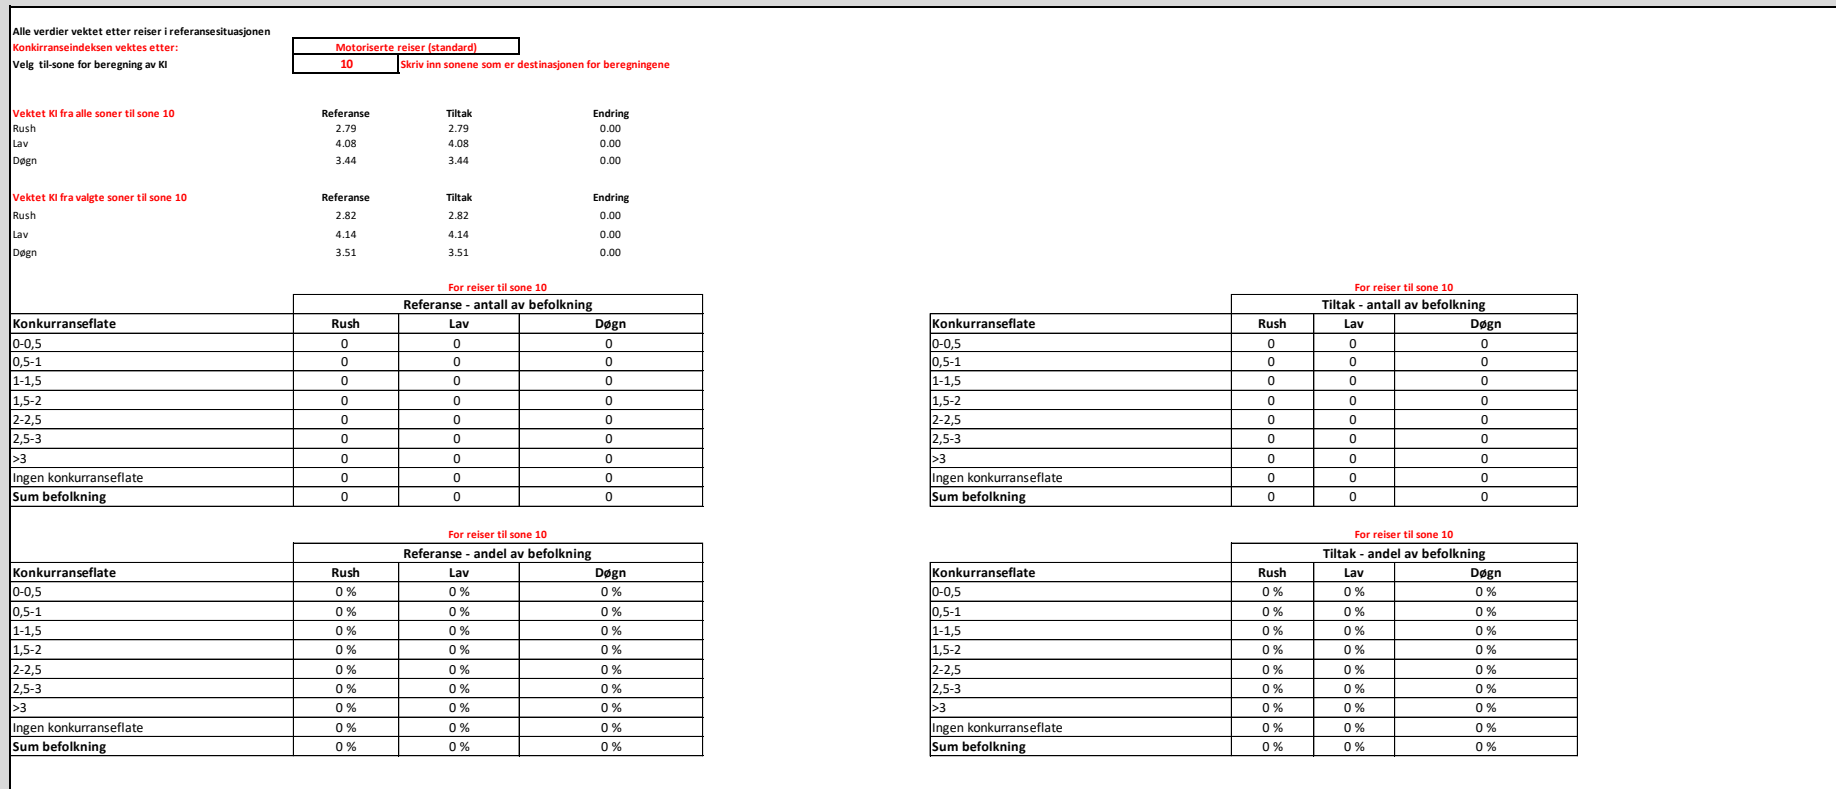 Alle verdier vektet etter reiser i referansesituasjonen
Konkirranseindeksen vektes etter: Motoriserte reiser (standard)
Velg til-sone for beregning av KI 10 Skriv inn sonene som er destinasjonen for beregningene
Vektet KI fra alle soner til sone 10 Referanse Tiltak Endring
Rush 2.79 2.79 0.00
Lav 4.08 4.08 0.00
Døgn 3.44 3.44 0.00
Vektet KI fra valgte soner til sone 10 Referanse Tiltak Endring
Rush 2.82 2.82 0.00
Lav 4.14 4.14 0.00
Døgn 3.51 3.51 0.00
For reiser til sone 10
Referanse - antall av befolkning
Konkurranseflate Rush Lav Døgn
0-0,5 0 0 0
0,5-1 0 0 0
1-1,5 0 0 0
1,5-2 0 0 0
2-2,5 0 0 0
2,5-3 0 0 0
>3 0 0 0
Ingen konkurranseflate 0 0 0
Sum befolkning 0 0 0
For reiser til sone 10
Tiltak - antall av befolkning
Konkurranseflate Rush Lav Døgn
0-0,5 0 0 0
0,5-1 0 0 0
1-1,5 0 0 0
1,5-2 0 0 0
2-2,5 0 0 0
2,5-3 0 0 0
>3 0 0 0
Ingen konkurranseflate 0 0 0
Sum befolkning 0 0 0
For reiser til sone 10
Referanse - andel av befolkning
Konkurranseflate Rush Lav Døgn
0-0,5 0 % 0 % 0 %
0,5-1 0 % 0 % 0 %
1-1,5 0 % 0 % 0 %
1,5-2 0 % 0 % 0 %
2-2,5 0 % 0 % 0 %
2,5-3 0 % 0 % 0 %
>3 0 % 0 % 0 %
Ingen konkurranseflate 0 % 0 % 0 %
Sum befolkning 0 % 0 % 0 %
For reiser til sone 10
Tiltak - andel av befolkning
Konkurranseflate Rush Lav Døgn
0-0,5 0 % 0 % 0 %
0,5-1 0 % 0 % 0 %
1-1,5 0 % 0 % 0 %
1,5-2 0 % 0 % 0 %
2-2,5 0 % 0 % 0 %
2,5-3 0 % 0 % 0 %
>3 0 % 0 % 0 %
Ingen konkurranseflate 0 % 0 % 0 %
Sum befolkning 0 % 0 % 0 %